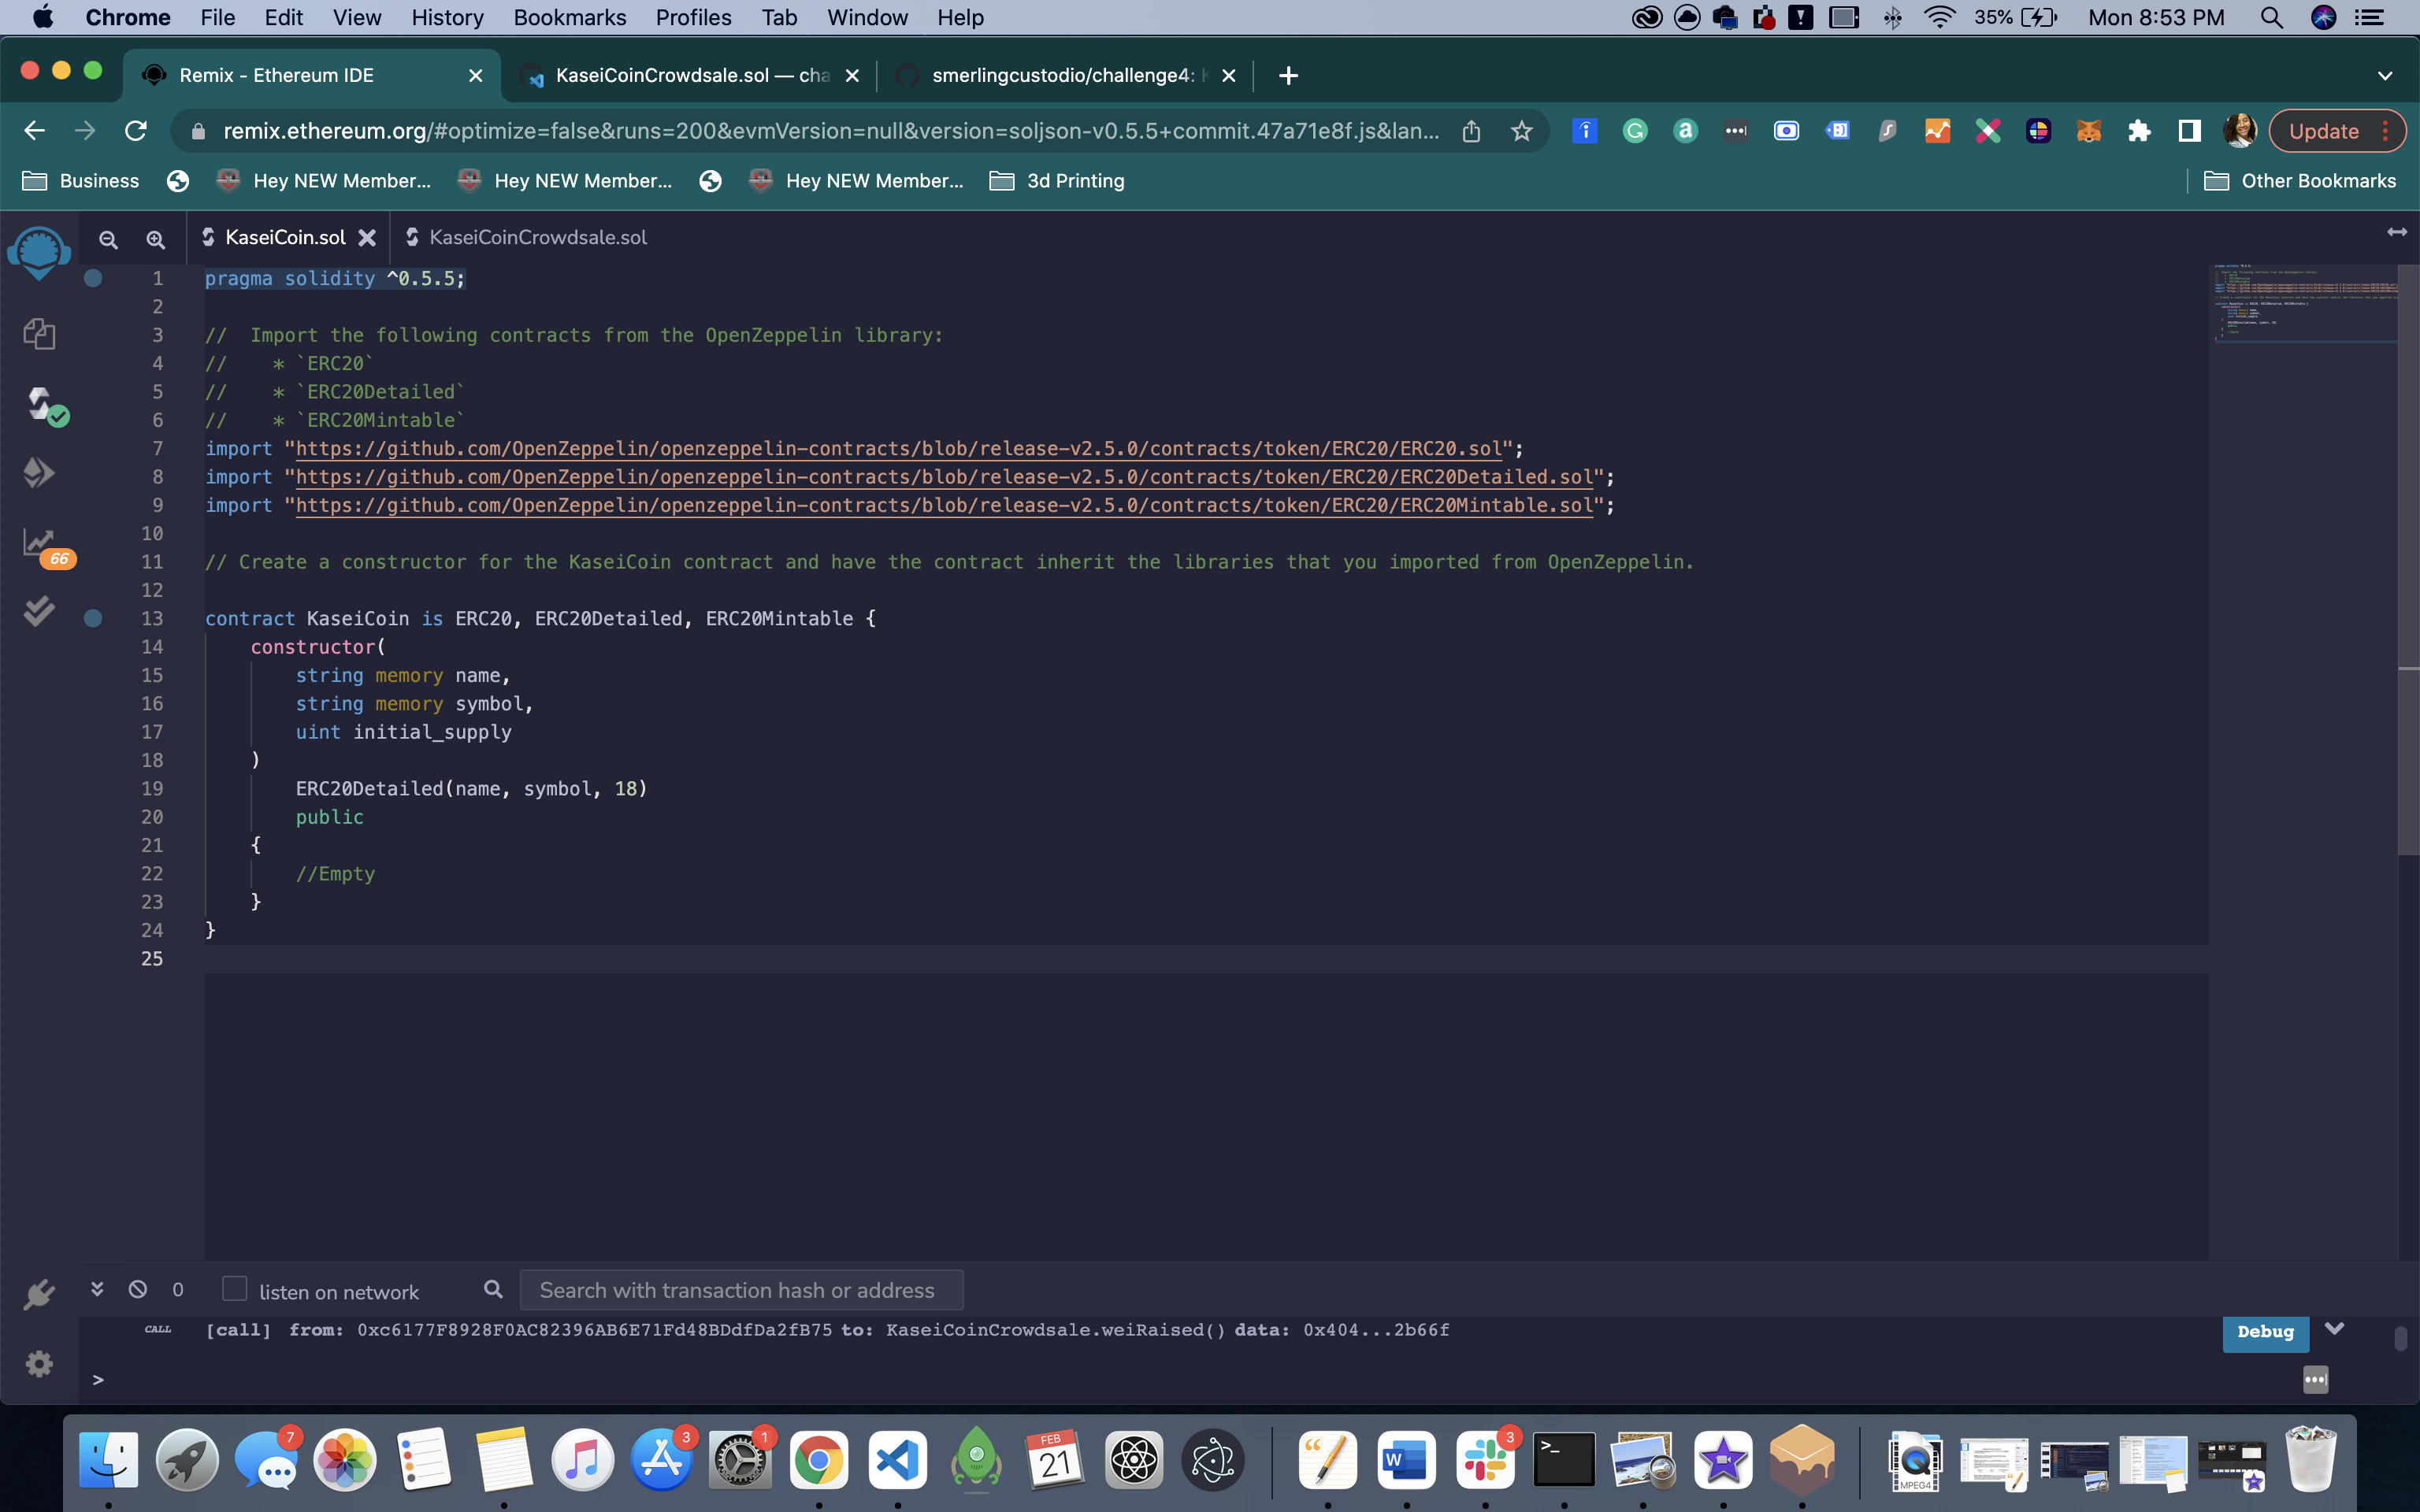 Chrome File Edit View History Bookmarks Profiles Tab Window Help 35% Mon 8:53 PM
Remix - Ethereum IDE KaseiCoinCrowdsale.sol — cha smerlingcustodio/challenge4:
remix.ethereum.org/#optimize=false&runs=200&evmVersion=null&version=soljson-v0.5.5+commit.47a71e8f.js&lan... Update
Business Hey NEW Member... Hey NEW Member... Hey NEW Member... 3d Printing Other Bookmarks
KaseiCoin.sol KaseiCoinCrowdsale.sol
1 pragma solidity ^0.5.5;
2
3 //  Import the following contracts from the OpenZeppelin library:
4 //    * `ERC20`
5 //    * `ERC20Detailed`
6 //    * `ERC20Mintable`
7 import "https://github.com/OpenZeppelin/openzeppelin-contracts/blob/release-v2.5.0/contracts/token/ERC20/ERC20.sol";
8 import "https://github.com/OpenZeppelin/openzeppelin-contracts/blob/release-v2.5.0/contracts/token/ERC20/ERC20Detailed.sol";
9 import "https://github.com/OpenZeppelin/openzeppelin-contracts/blob/release-v2.5.0/contracts/token/ERC20/ERC20Mintable.sol";
10
11 // Create a constructor for the KaseiCoin contract and have the contract inherit the libraries that you imported from OpenZeppelin.
12
13 contract KaseiCoin is ERC20, ERC20Detailed, ERC20Mintable {
14     constructor(
15         string memory name,
16         string memory symbol,
17         uint initial_supply
18     )
19         ERC20Detailed(name, symbol, 18)
20         public
21     {
22         //Empty
23     }
24 }
25
66
0 listen on network Search with transaction hash or address
CALL [call] from: 0xc6177F8928F0AC82396AB6E71Fd48BDdfDa2fB75 to: KaseiCoinCrowdsale.weiRaised() data: 0x404...2b66f Debug
>
7 3 1 FEB 21 3 MPEG4